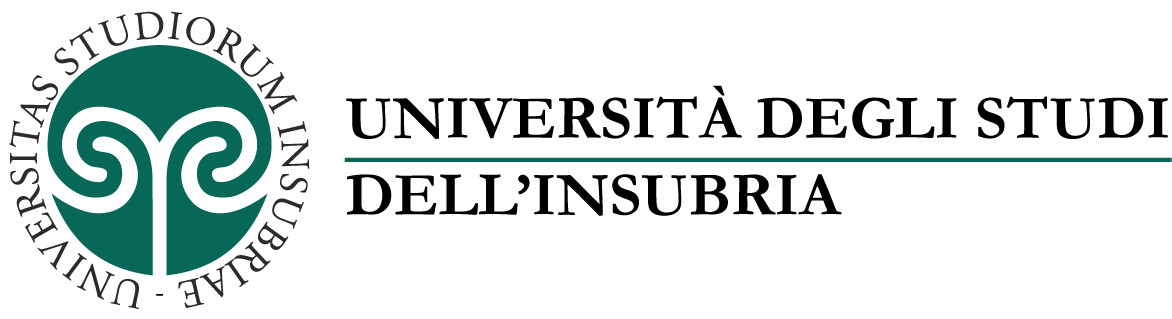 UNIVERSITAS STUDIORUM INSUBRIAE -
UNIVERSITÀ DEGLI STUDI
DELL’INSUBRIA